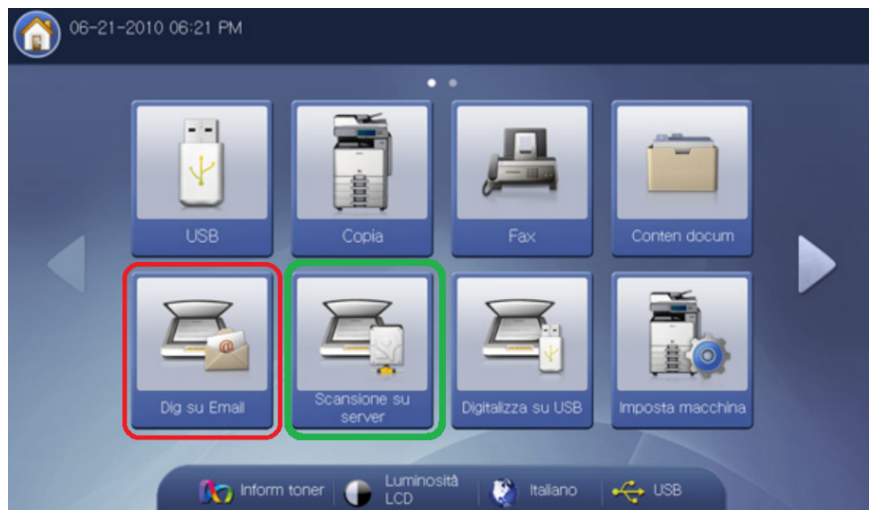 06-21-2010 06:21 PM
USB
Copia
Fax
Conten docum
Dig su Email
Scansione su
server
Digitalizza su USB
Imposta macchina
Inform toner
Luminosità
LCD
Italiano
USB